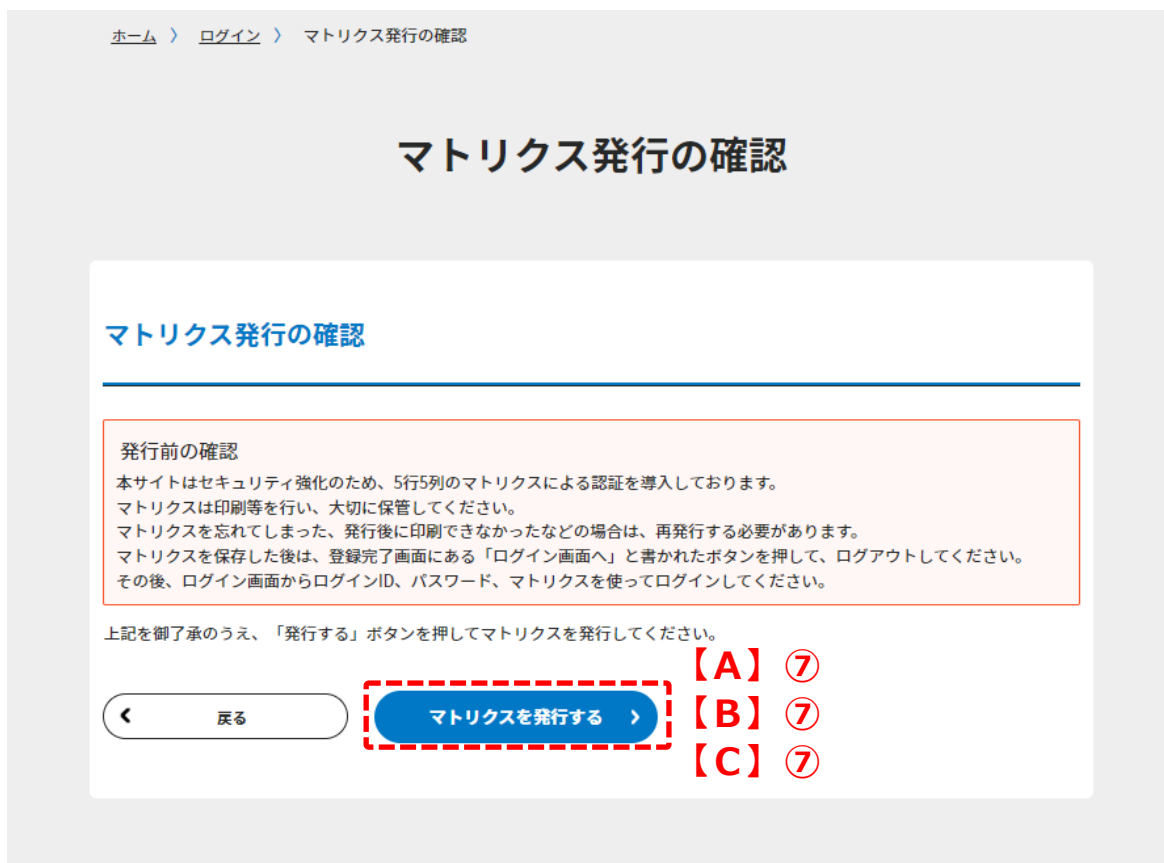 ホーム 〉 ログイン 〉 マトリクス発行の確認
マトリクス発行の確認
マトリクス発行の確認
発行前の確認
本サイトはセキュリティ強化のため、5行5列のマトリクスによる認証を導入しております。
マトリクスは印刷等を行い、大切に保管してください。
マトリクスを忘れてしまった、発行後に印刷できなかったなどの場合は、再発行する必要があります。
マトリクスを保存した後は、登録完了画面にある「ログイン画面へ」と書かれたボタンを押して、ログアウトしてください。
その後、ログイン画面からログインID、パスワード、マトリクスを使ってログインしてください。
上記を御了承のうえ、「発行する」ボタンを押してマトリクスを発行してください。
戻る
マトリクスを発行する
【A】⑦
【B】⑦
【C】⑦